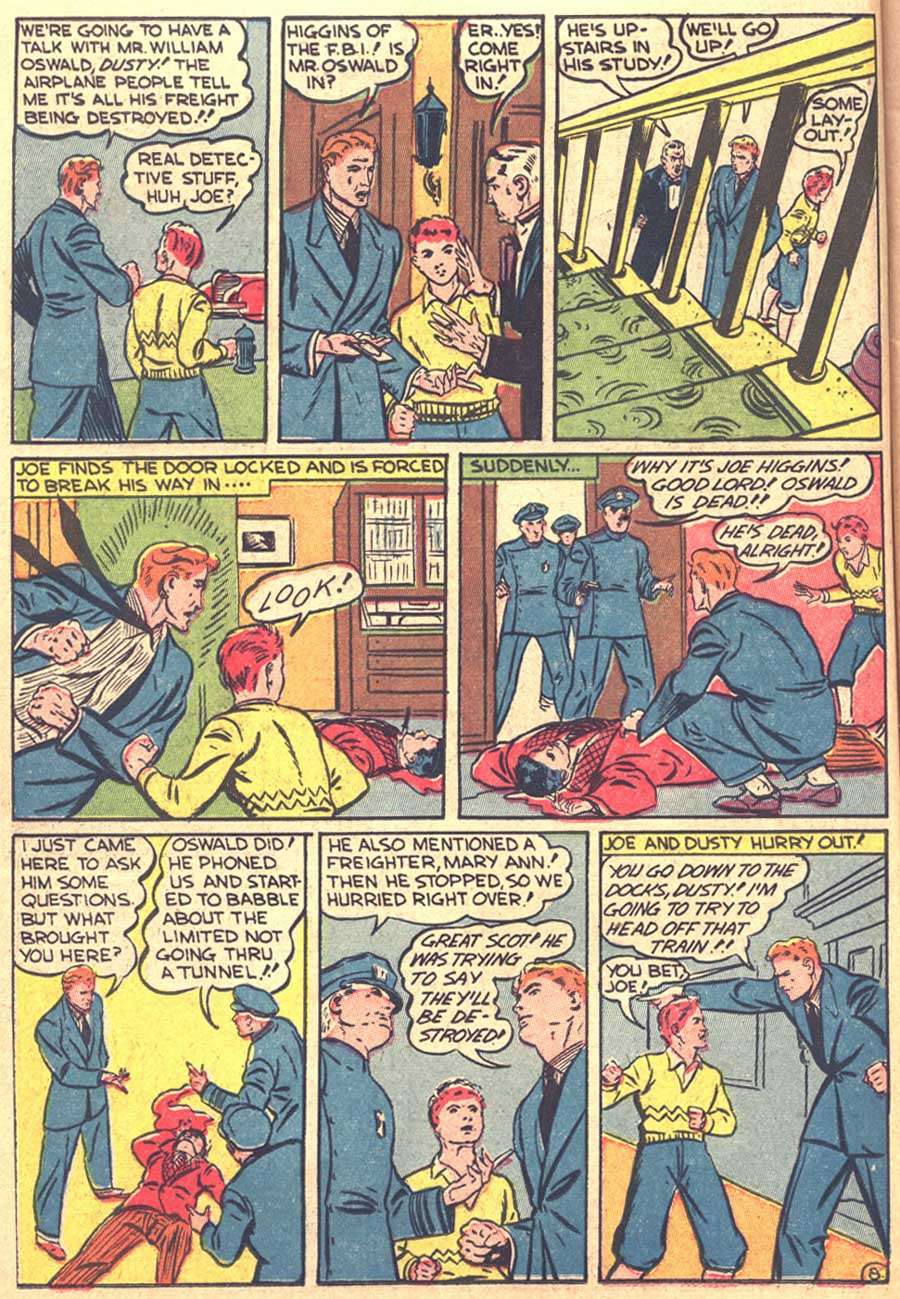 WE'RE GOING TO HAVE A
TALK WITH MR. WILLIAM
OSWALD, DUSTY! THE
AIRPLANE PEOPLE TELL
ME IT'S ALL HIS FREIGHT
BEING DESTROYED!!
REAL DETEC-
TIVE STUFF,
HUH, JOE?
HIGGINS OF
THE F.B.I.! IS
MR. OSWALD
IN?
ER..YES!
COME
RIGHT
IN!
HE'S UP-
STAIRS IN
HIS STUDY!
WE'LL GO
UP!
SOME
LAY-
OUT!
JOE FINDS THE DOOR LOCKED AND IS FORCED
TO BREAK HIS WAY IN....
LOOK!
SUDDENLY...
WHY IT'S JOE HIGGINS!
GOOD LORD! OSWALD
IS DEAD!!
HE'S DEAD,
ALRIGHT!
I JUST CAME
HERE TO ASK
HIM SOME
QUESTIONS.
BUT WHAT
BROUGHT
YOU HERE?
OSWALD DID!
HE PHONED
US AND START-
ED TO BABBLE
ABOUT THE
LIMITED NOT
GOING THRU
A TUNNEL!!
HE ALSO MENTIONED A
FREIGHTER, MARY ANN!
THEN HE STOPPED, SO WE
HURRIED RIGHT OVER!
GREAT SCOT! HE
WAS TRYING
TO SAY
THEY'LL
BE DE-
STROYED!
JOE AND DUSTY HURRY OUT!
YOU GO DOWN TO THE
DOCKS, DUSTY! I'M
GOING TO TRY TO
HEAD OFF THAT
TRAIN!!
YOU BET,
JOE!
8